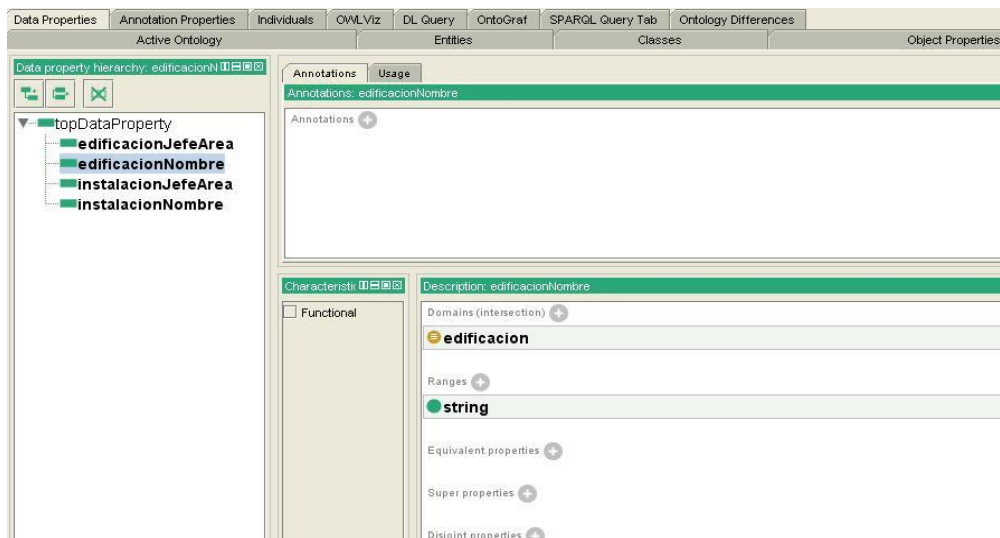 Data Properties Annotation Properties Individuals OWLViz DL Query OntoGraf SPARQL Query Tab Ontology Differences
Active Ontology Entities Classes Object Properties
Data property hierarchy: edificacionN
topDataProperty
edificacionJefeArea
edificacionNombre
instalacionJefeArea
instalacionNombre
Annotations Usage
Annotations: edificacionNombre
Annotations
Characteristic
Functional
Description: edificacionNombre
Domains (intersection)
edificacion
Ranges
string
Equivalent properties
Super properties
Disjoint properties